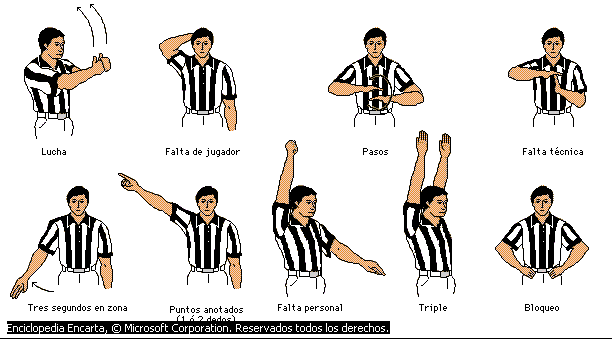 Lucha
Falta de jugador
Pasos
Falta técnica
Tres segundos en zona
Puntos anotados
(1 ó 2 dedos)
Falta personal
Triple
Bloqueo
Enciclopedia Encarta, © Microsoft Corporation. Reservados todos los derechos.